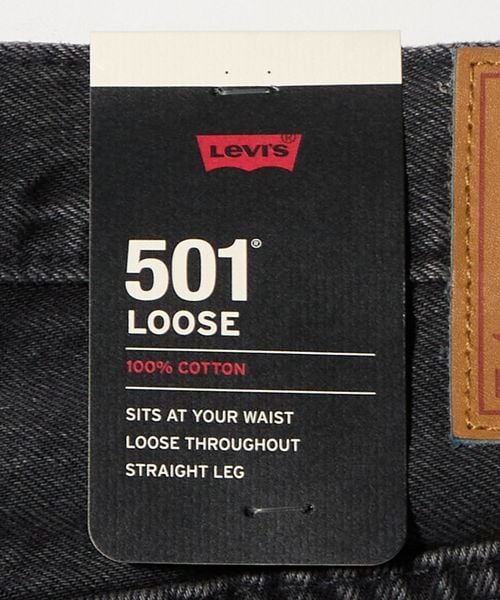 Levi's®
501®
LOOSE
100% COTTON
SITS AT YOUR WAIST
LOOSE THROUGHOUT
STRAIGHT LEG